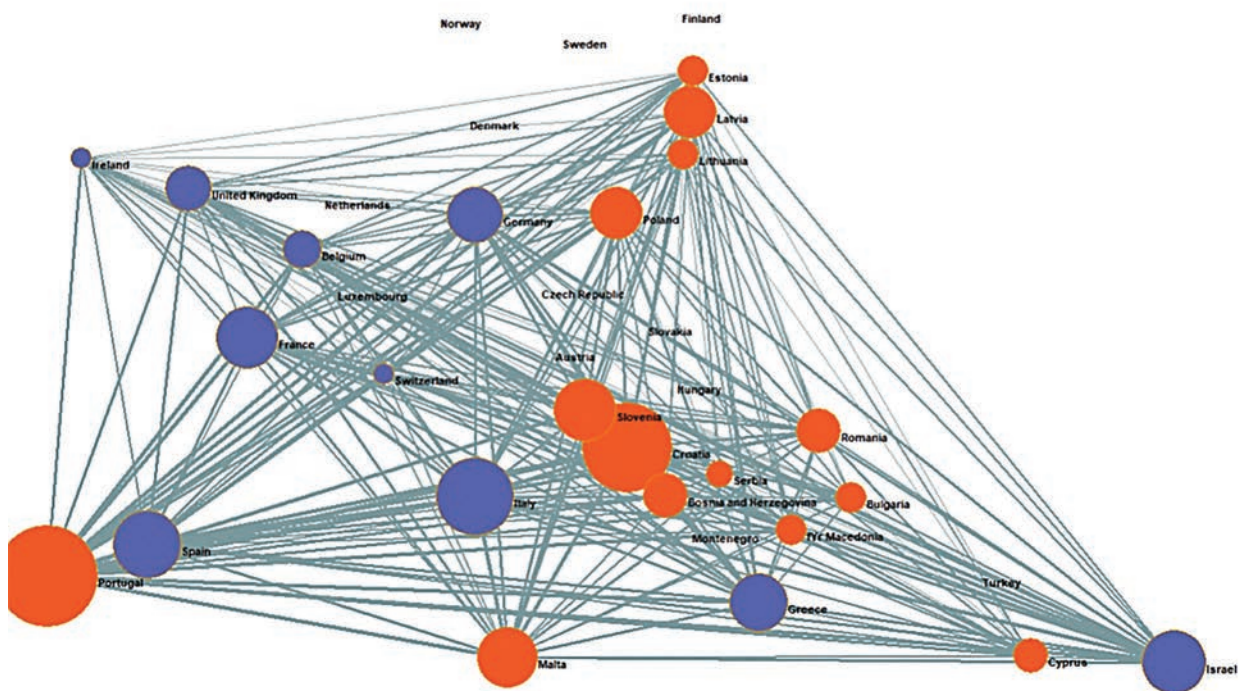 Finland
Norway
Sweden
Estonia
Latvia
Denmark
Lithuania
Ireland
United Kingdom
Netherlands
Germany
Poland
Belgium
Luxembourg
Czech Republic
Slovakia
France
Austria
Switzerland
Hungary
Slovenia
Romania
Croatia
Serbia
Italy
Bosnia and Herzegovina
Bulgaria
Montenegro
TYr Macedonia
Spain
Portugal
Turkey
Greece
Malta
Cyprus
Israel